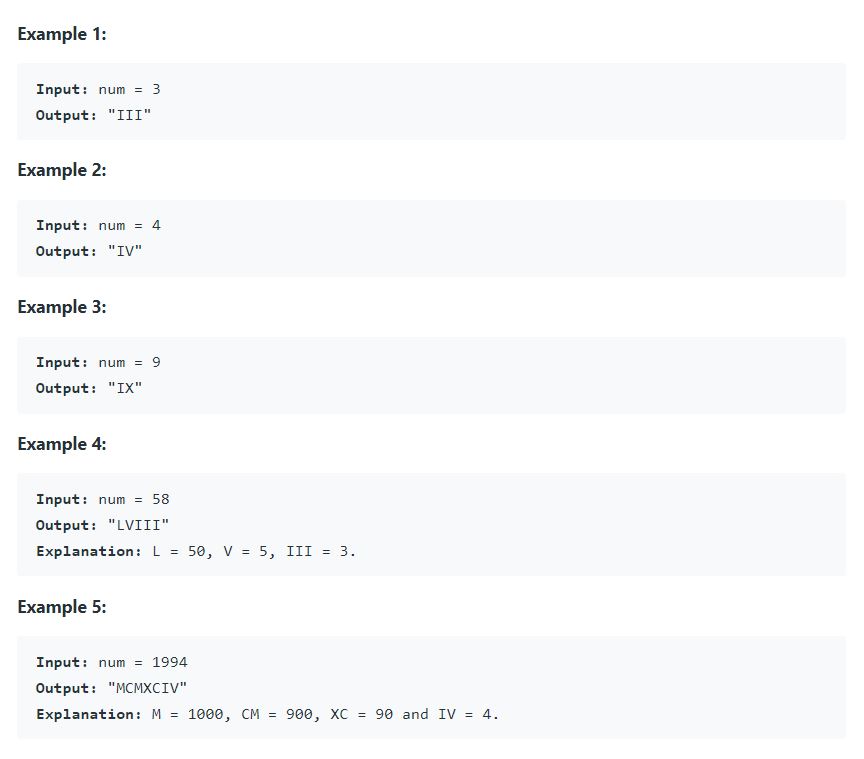 Example 1:
Input: num = 3
Output: "III"
Example 2:
Input: num = 4
Output: "IV"
Example 3:
Input: num = 9
Output: "IX"
Example 4:
Input: num = 58
Output: "LVIII"
Explanation: L = 50, V = 5, III = 3.
Example 5:
Input: num = 1994
Output: "MCMXCIV"
Explanation: M = 1000, CM = 900, XC = 90 and IV = 4.